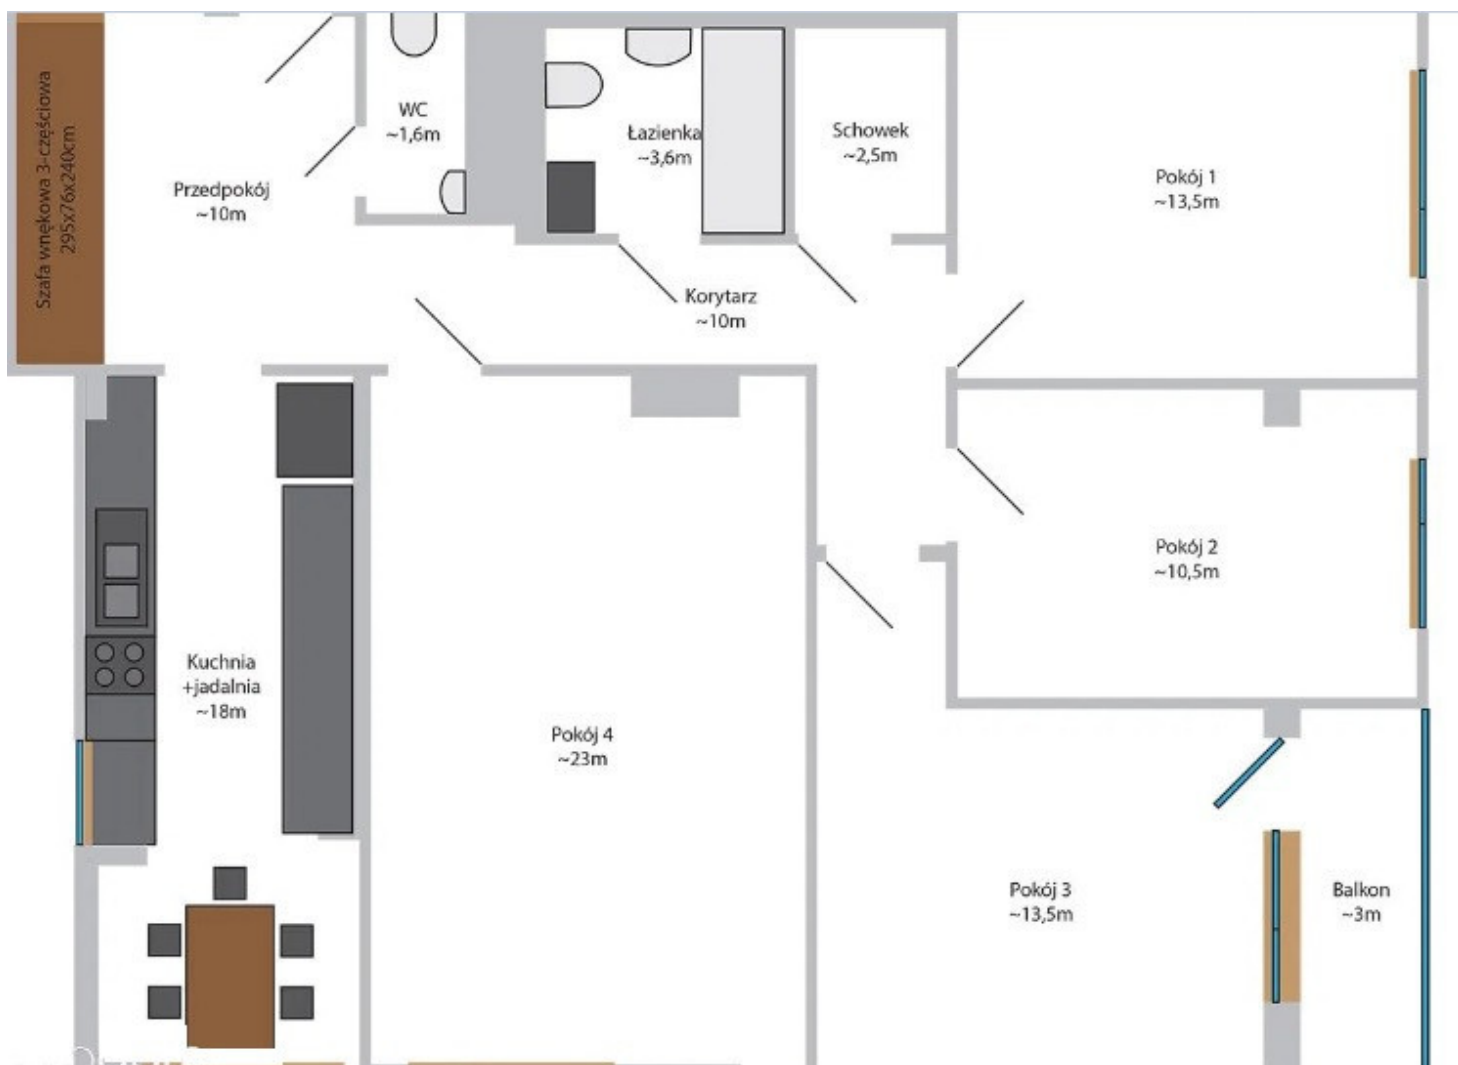 Szafa wnękowa 3-częściowa
295x76x240cm
Przedpokój
~10m
WC
~1,6m
Łazienka
~3,6m
Schowek
~2,5m
Pokój 1
~13,5m
Korytarz
~10m
Pokój 2
~10,5m
Kuchnia
+jadalnia
~18m
Pokój 4
~23m
Pokój 3
~13,5m
Balkon
~3m